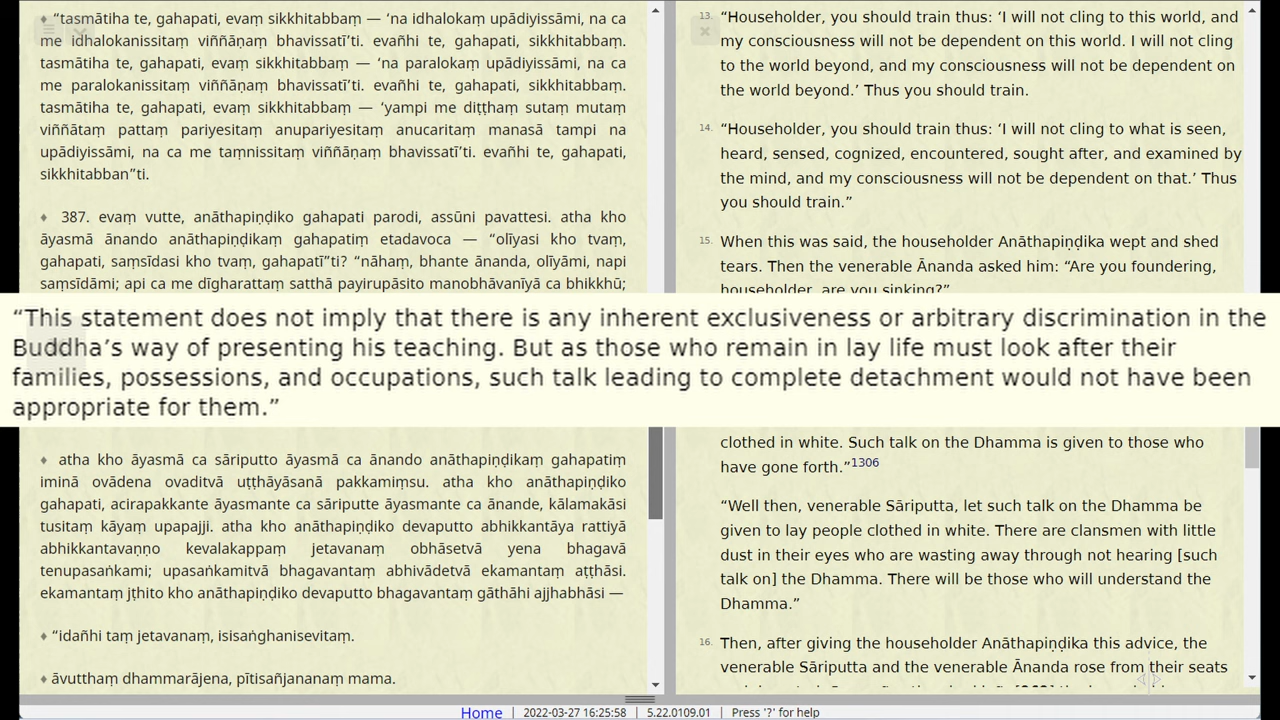 ♦ “tasmātiha te, gahapati, evaṃ sikkhitabbaṃ — ‘na idhalokaṃ upādiyissāmi, na ca
me idhalokanissitaṃ viññāṇaṃ bhavissatī’ti. evañhi te, gahapati, sikkhitabbaṃ.
tasmātiha te, gahapati, evaṃ sikkhitabbaṃ — ‘na paralokaṃ upādiyissāmi, na ca
me paralokanissitaṃ viññāṇaṃ bhavissatī’ti. evañhi te, gahapati, sikkhitabbaṃ.
tasmātiha te, gahapati, evaṃ sikkhitabbaṃ — ‘yampi me diṭṭhaṃ sutaṃ mutaṃ
viññātaṃ pattaṃ pariyesitaṃ anupariyesitaṃ anucaritaṃ manasā tampi na
upādiyissāmi, na ca me taṃnissitaṃ viññāṇaṃ bhavissatī’ti. evañhi te, gahapati,
sikkhitabban”ti.
♦ 387. evaṃ vutte, anāthapiṇḍiko gahapati parodi, assūni pavattesi. atha kho
āyasmā ānando anāthapiṇḍikaṃ gahapatiṃ etadavoca — “olīyasi kho tvaṃ,
gahapati, saṃsīdasi kho tvaṃ, gahapatī”ti? “nāhaṃ, bhante ānanda, olīyāmi, napi
saṃsīdāmi; api ca me dīgharattaṃ satthā payirupāsito manobhāvanīyā ca bhikkhū;
13. “Householder, you should train thus: ‘I will not cling to this world, and
my consciousness will not be dependent on this world. I will not cling
to the world beyond, and my consciousness will not be dependent on
the world beyond.’ Thus you should train.
14. “Householder, you should train thus: ‘I will not cling to what is seen,
heard, sensed, cognized, encountered, sought after, and examined by
the mind, and my consciousness will not be dependent on that.’ Thus
you should train.”
15. When this was said, the householder Anāthapiṇḍika wept and shed
tears. Then the venerable Ānanda asked him: “Are you foundering,
householder, are you sinking?”
“This statement does not imply that there is any inherent exclusiveness or arbitrary discrimination in the
Buddha’s way of presenting his teaching. But as those who remain in lay life must look after their
families, possessions, and occupations, such talk leading to complete detachment would not have been
appropriate for them.”
♦ atha kho āyasmā ca sāriputto āyasmā ca ānando anāthapiṇḍikaṃ gahapatiṃ
iminā ovādena ovaditvā uṭṭhāyāsanā pakkamiṃsu. atha kho anāthapiṇḍiko
gahapati, acirapakkante āyasmante ca sāriputte āyasmante ca ānande, kālamakāsi
tusitaṃ kāyaṃ upapajji. atha kho anāthapiṇḍiko devaputto abhikkantāya rattiyā
abhikkantavaṇṇo kevalakappaṃ jetavanaṃ obhāsetvā yena bhagavā
tenupasaṅkami; upasaṅkamitvā bhagavantaṃ abhivādetvā ekamantaṃ aṭṭhāsi.
ekamantaṃ ṭhito kho anāthapiṇḍiko devaputto bhagavantaṃ gāthāhi ajjhabhāsi —
♦ “idañhi taṃ jetavanaṃ, isisaṅghanisevitaṃ.
♦ āvutthaṃ dhammarājena, pītisañjananaṃ mama.
clothed in white. Such talk on the Dhamma is given to those who
have gone forth.”1306
“Well then, venerable Sāriputta, let such talk on the Dhamma be
given to lay people clothed in white. There are clansmen with little
dust in their eyes who are wasting away through not hearing [such
talk on] the Dhamma. There will be those who will understand the
Dhamma.”
16. Then, after giving the householder Anāthapiṇḍika this advice, the
venerable Sāriputta and the venerable Ānanda rose from their seats
Home | 2022-03-27 16:25:58 | 5.22.0109.01 | Press '?' for help